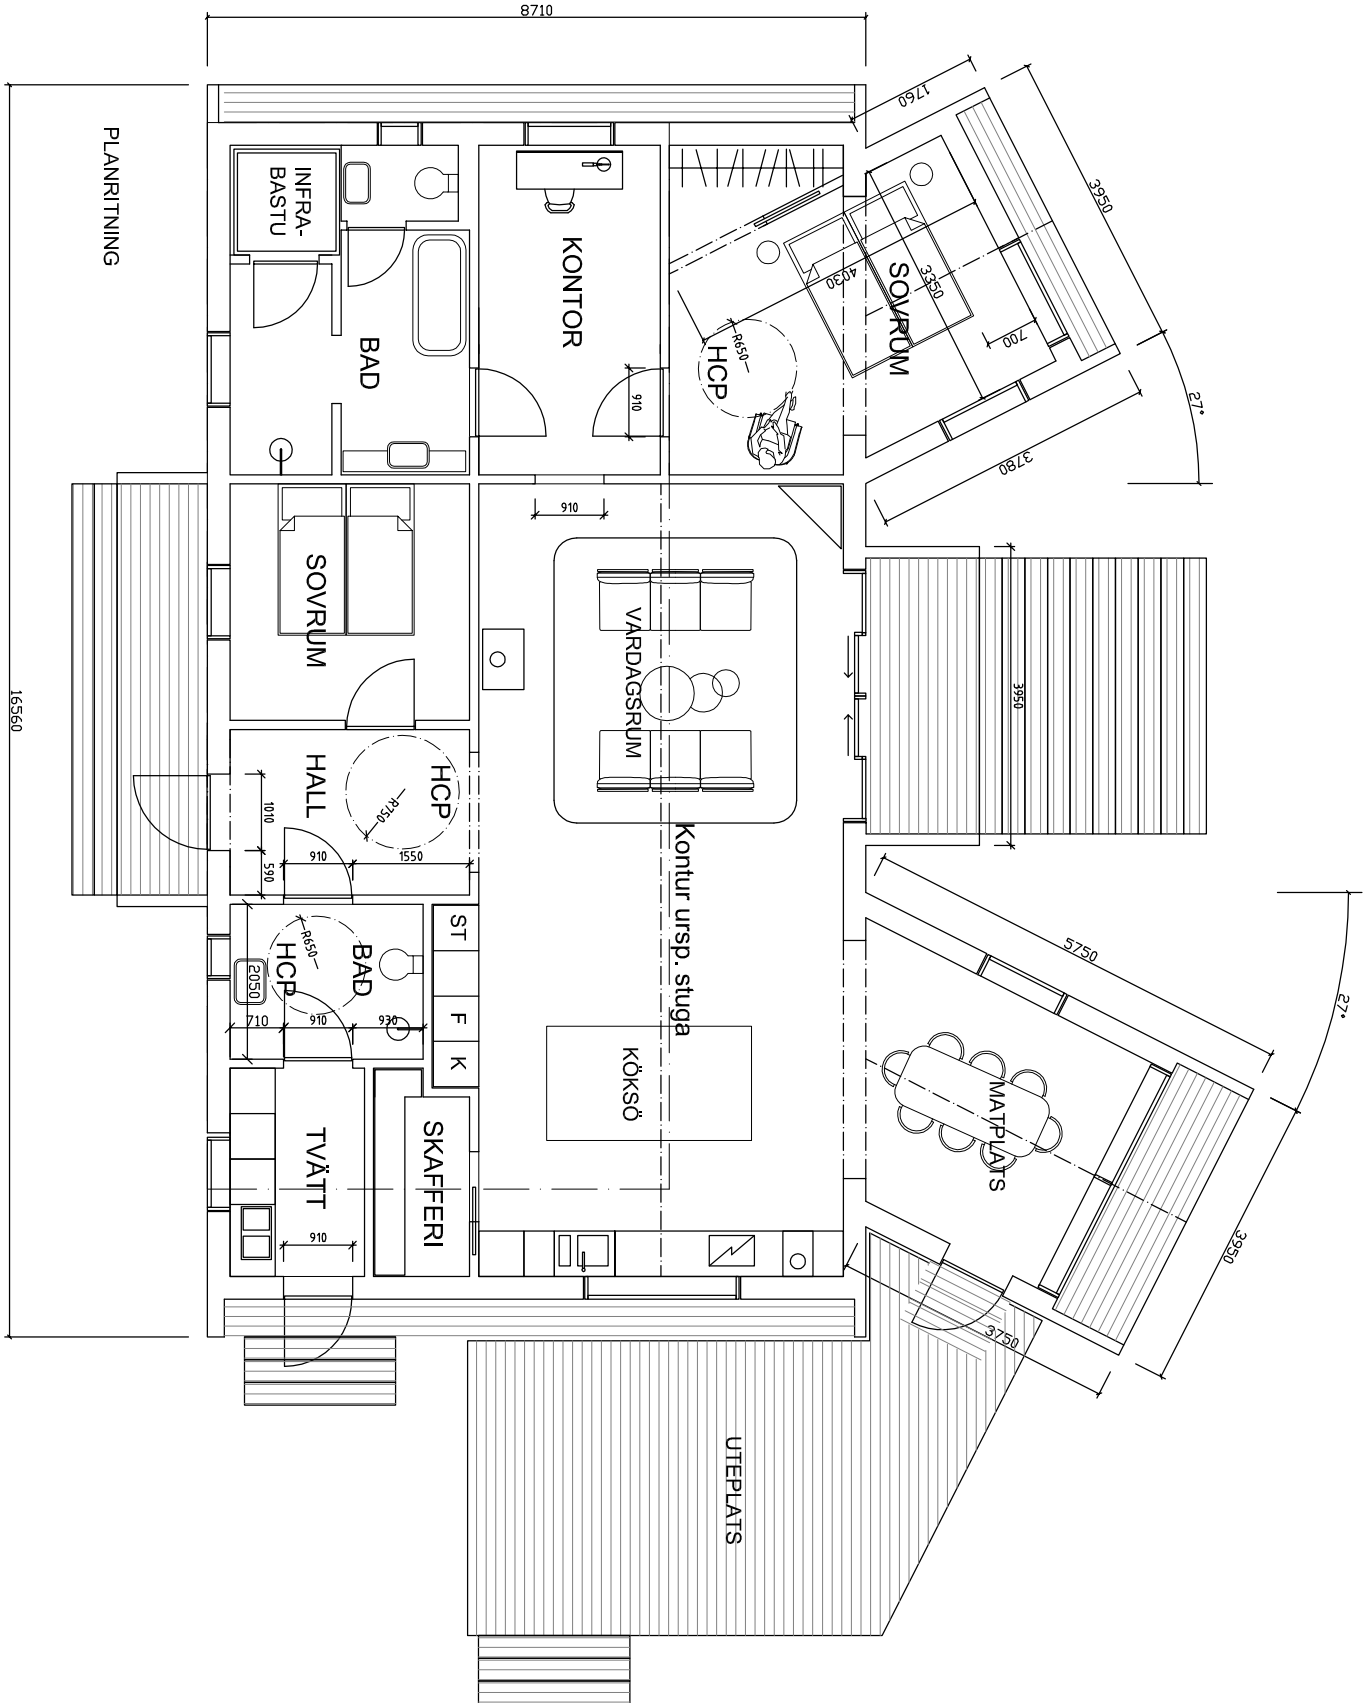 8710
1760
3950
PLANRITNING
INFRA-
BASTU
KONTOR
SOVRUM
4030
3350
700
HCP
R650
BAD
910
27°
3780
910
SOVRUM
VARDAGSRUM
3950
16560
HALL
HCP
R750
1010
590
910
1550
Kontur ursp. stuga
ST
F
K
BAD
HCP
R650
2050
710
910
930
5750
27°
KÖKSÖ
MATPLATS
TVÄTT
SKAFFERI
910
3950
3750
UTEPLATS